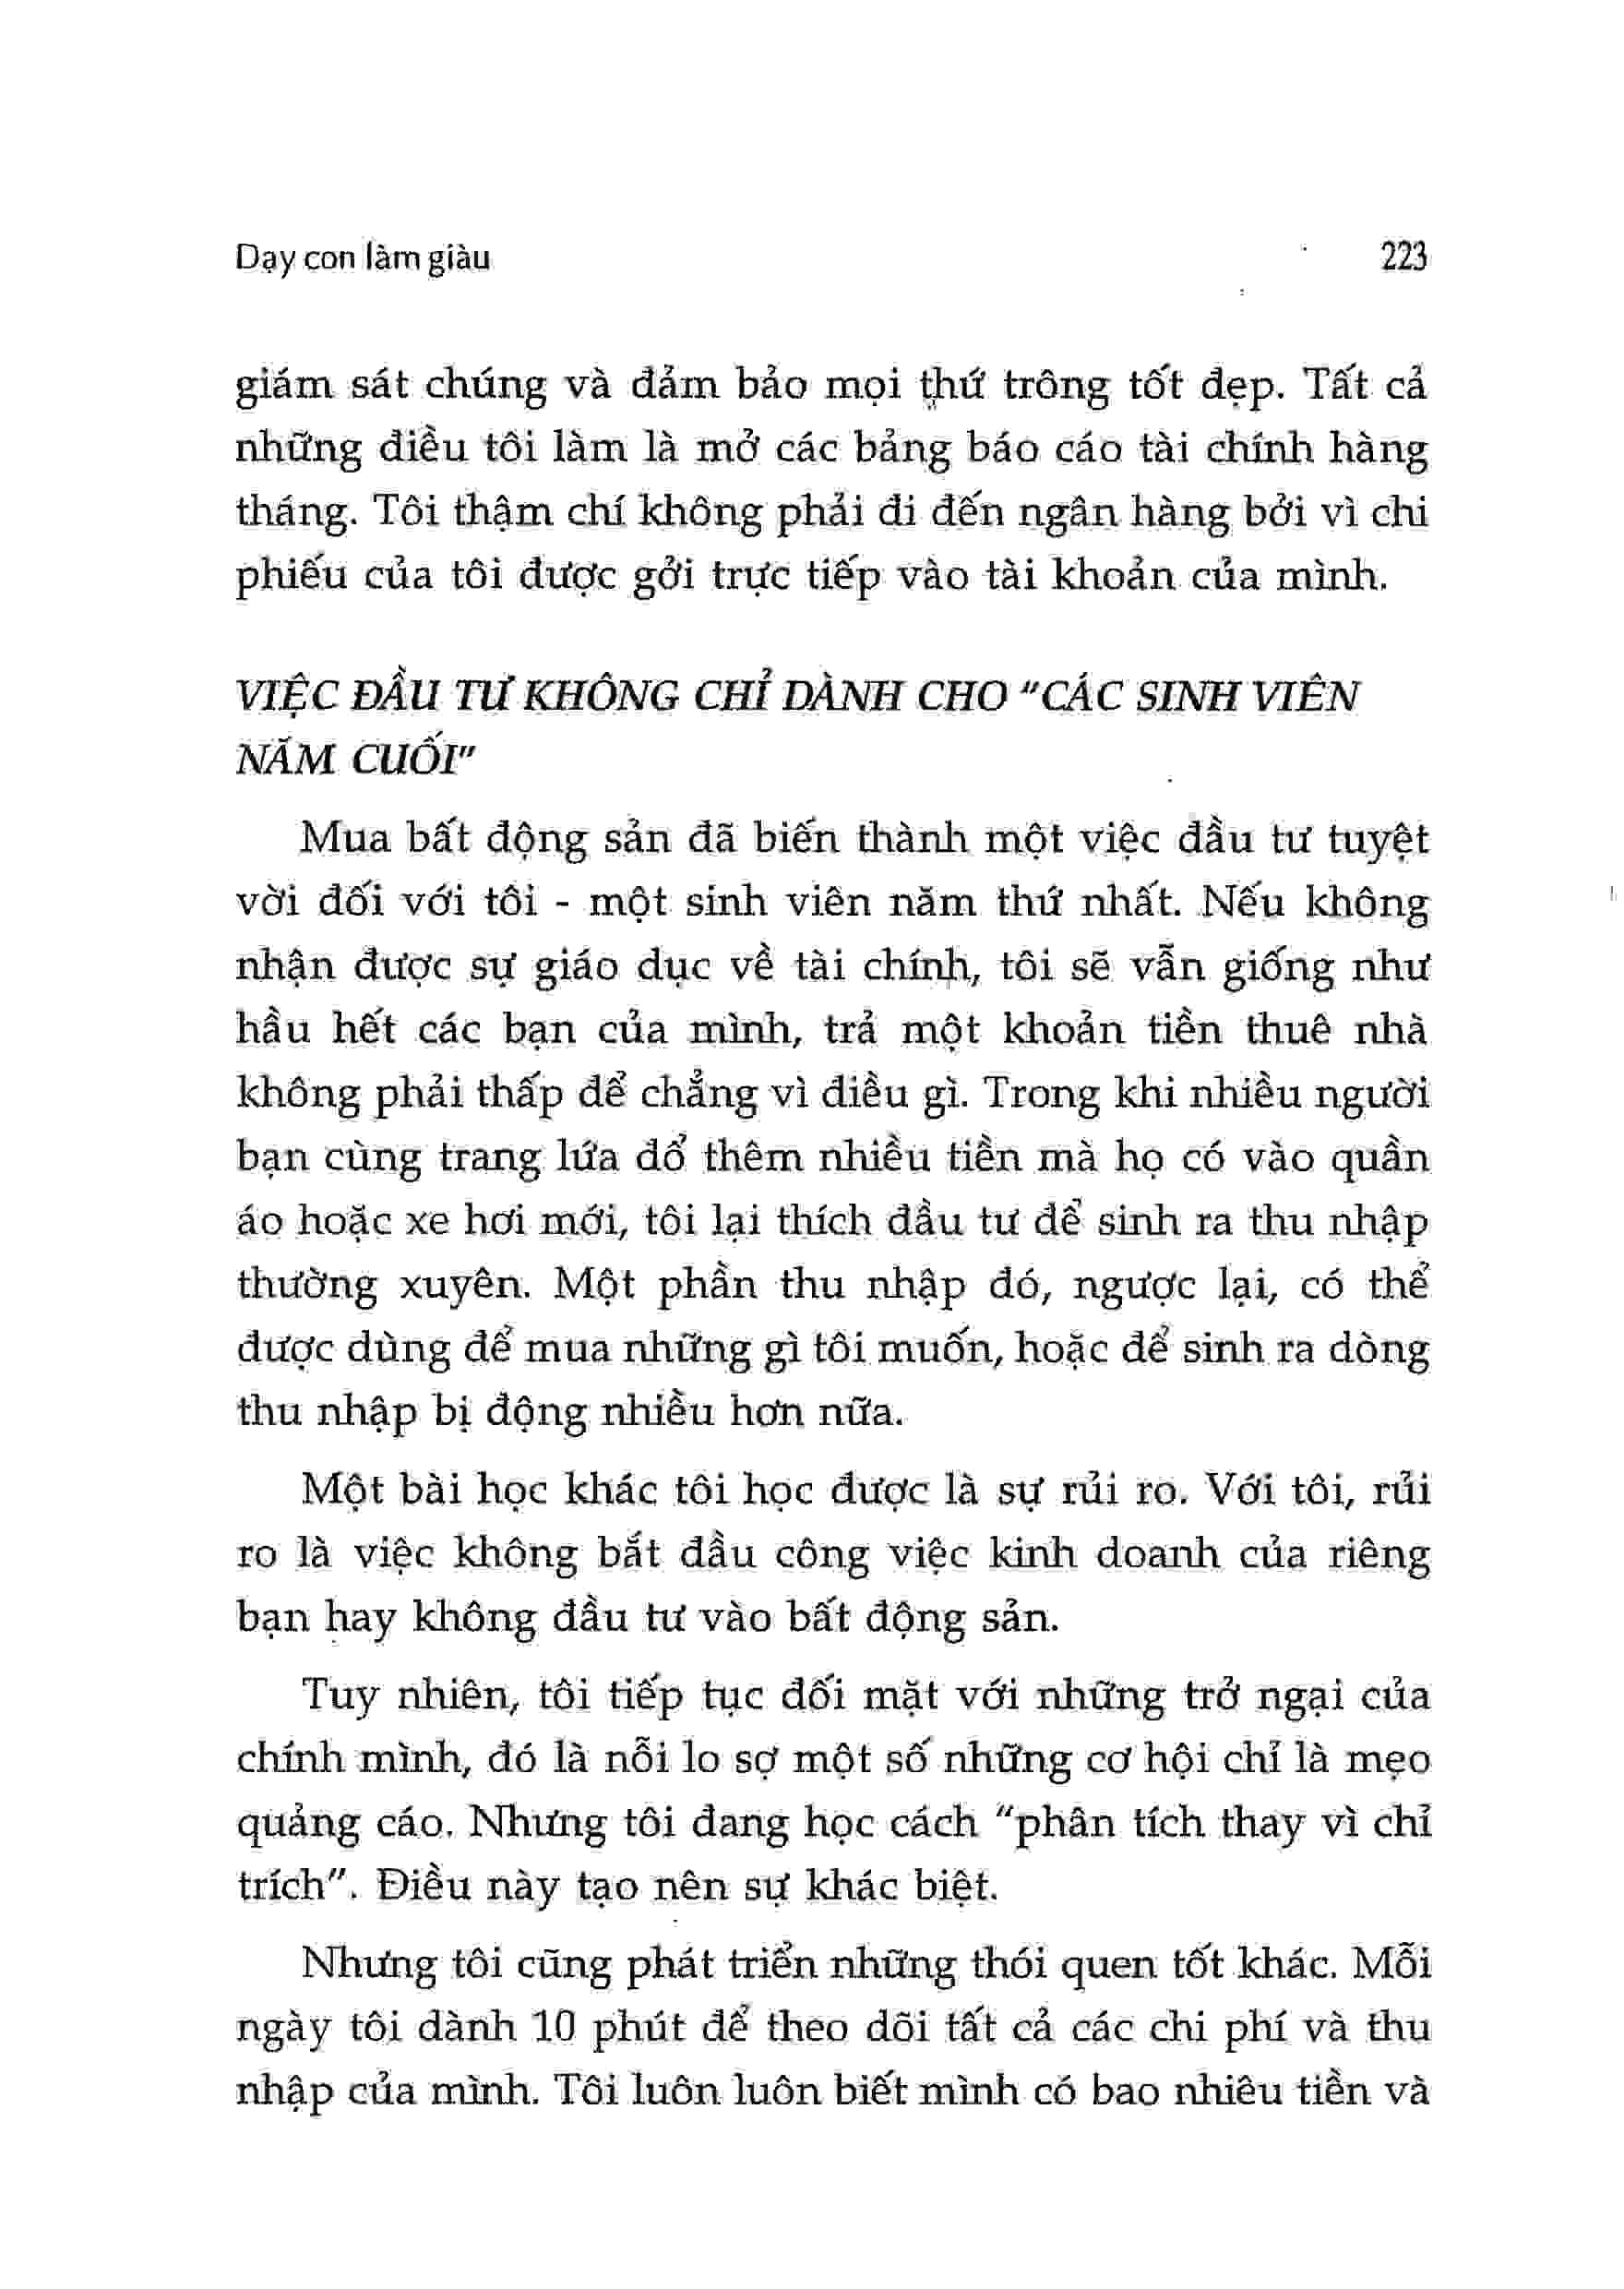 Dạy con làm giàu 223
giám sát chúng và đảm bảo mọi thứ trông tốt đẹp. Tất cả
những điều tôi làm là mở các bảng báo cáo tài chính hàng
tháng. Tôi thậm chí không phải đi đến ngân hàng bởi vì chi
phiếu của tôi được gởi trực tiếp vào tài khoản của mình.
VIỆC ĐẦU TƯ KHÔNG CHỈ DÀNH CHO "CÁC SINH VIÊN
NĂM CUỐI"
Mua bất động sản đã biến thành một việc đầu tư tuyệt
vời đối với tôi - một sinh viên năm thứ nhất. Nếu không
nhận được sự giáo dục về tài chính, tôi sẽ vẫn giống như
hầu hết các bạn của mình, trả một khoản tiền thuê nhà
không phải thấp để chẳng vì điều gì. Trong khi nhiều người
bạn cùng trang lứa đổ thêm nhiều tiền mà họ có vào quần
áo hoặc xe hơi mới, tôi lại thích đầu tư để sinh ra thu nhập
thường xuyên. Một phần thu nhập đó, ngược lại, có thể
được dùng để mua những gì tôi muốn, hoặc để sinh ra dòng
thu nhập bị động nhiều hơn nữa.
Một bài học khác tôi học được là sự rủi ro. Với tôi, rủi
ro là việc không bắt đầu công việc kinh doanh của riêng
bạn hay không đầu tư vào bất động sản.
Tuy nhiên, tôi tiếp tục đối mặt với những trở ngại của
chính mình, đó là nỗi lo sợ một số những cơ hội chỉ là mẹo
quảng cáo. Nhưng tôi đang học cách "phân tích thay vì chỉ
trích". Điều này tạo nên sự khác biệt.
Nhưng tôi cũng phát triển những thói quen tốt khác. Mỗi
ngày tôi dành 10 phút để theo dõi tất cả các chi phí và thu
nhập của mình. Tôi luôn luôn biết mình có bao nhiêu tiền và